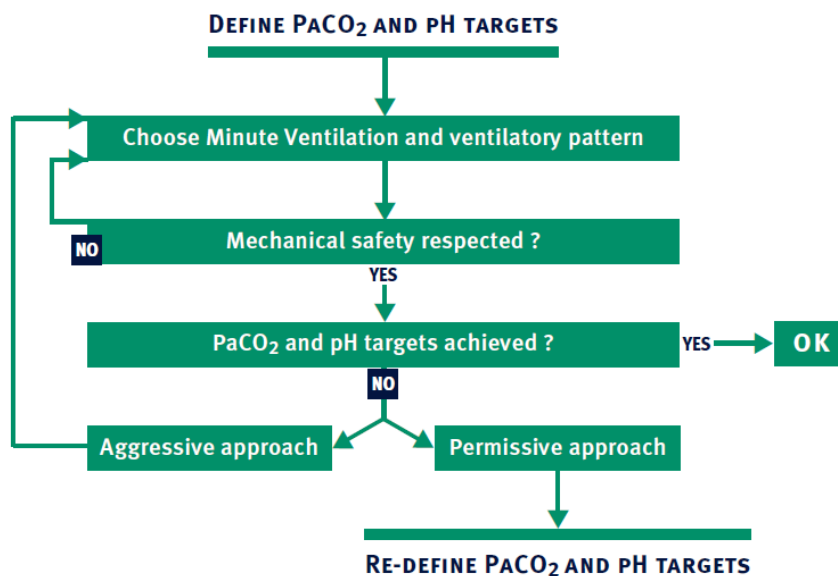 DEFINE PaCO₂ AND pH TARGETS
Choose Minute Ventilation and ventilatory pattern
Mechanical safety respected ?
NO
YES
PaCO₂ and pH targets achieved ?
YES
OK
NO
Aggressive approach
Permissive approach
RE-DEFINE PaCO₂ AND pH TARGETS